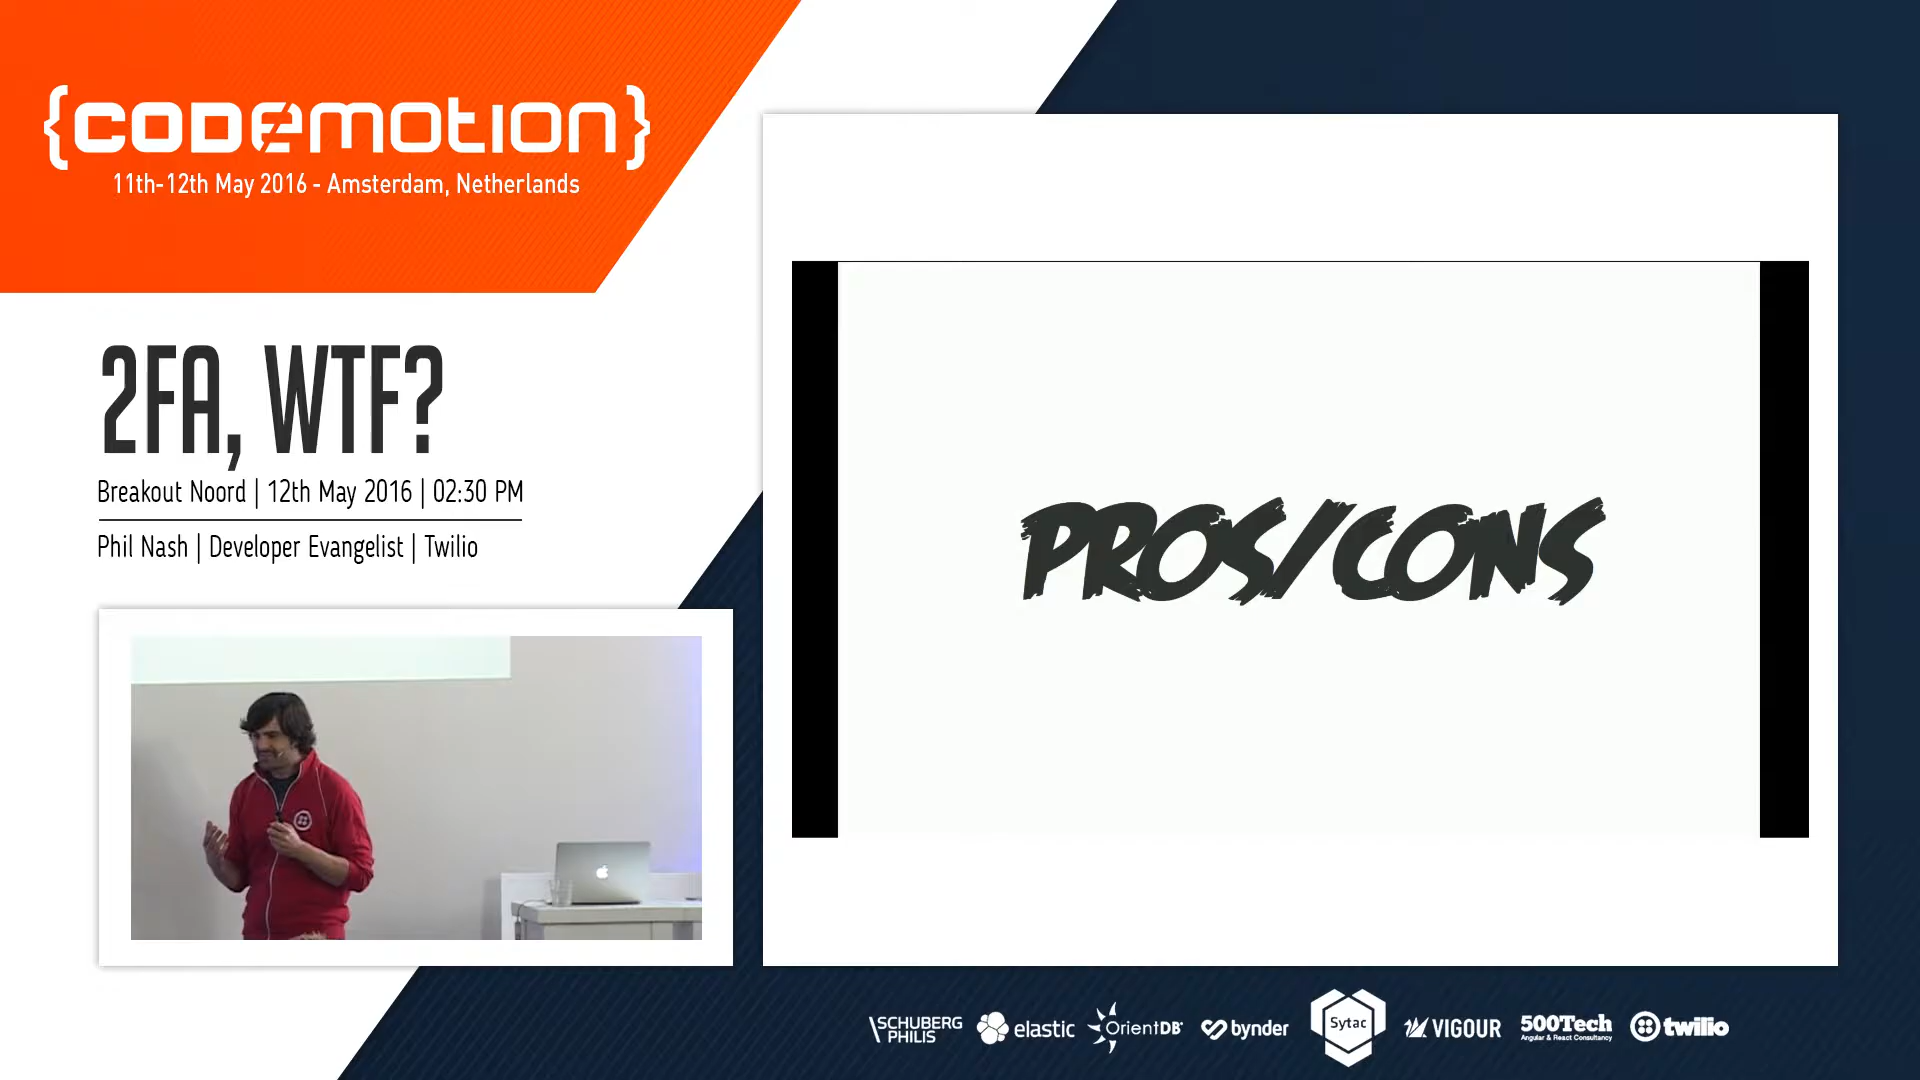 {CODEMOTION}
11th-12th May 2016 - Amsterdam, Netherlands
2FA, WTF?
Breakout Noord | 12th May 2016 | 02:30 PM
Phil Nash | Developer Evangelist | Twilio
PROS/CONS
SCHUBERG
PHILIS
elastic
OrientDB
bynder
Sytac
VIGOUR
500Tech
Angular & React Consultancy
twilio